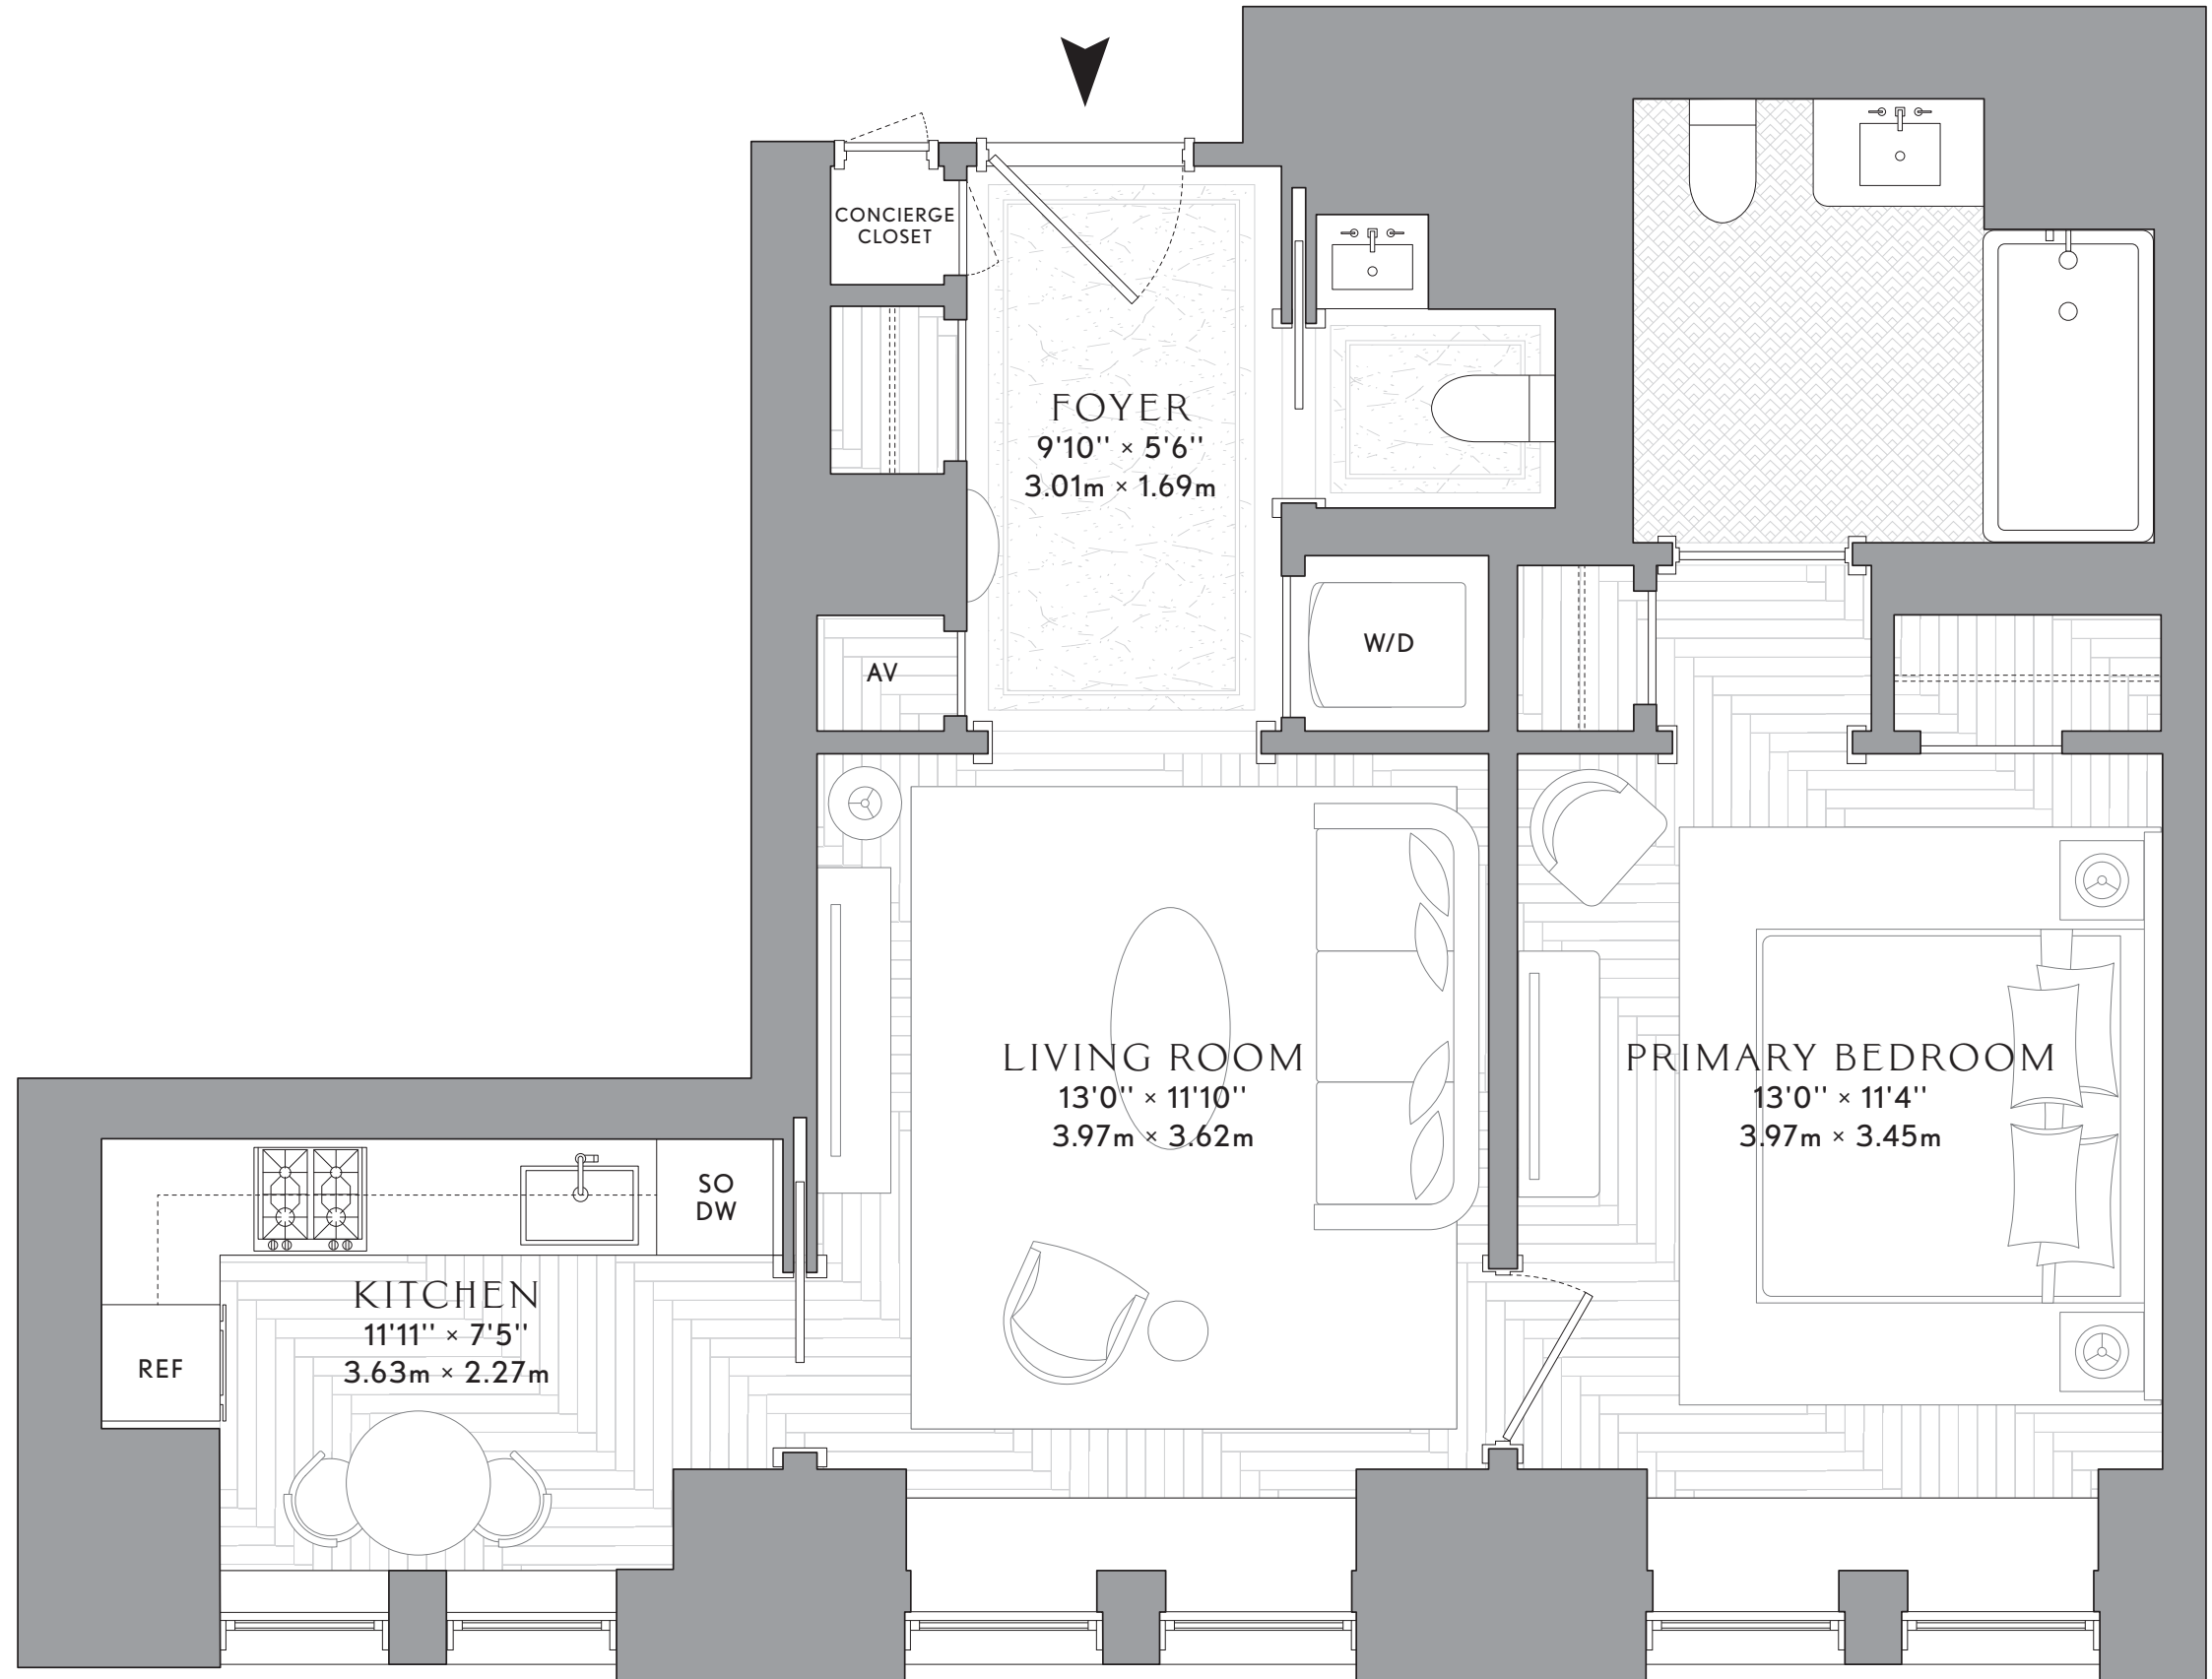 CONCIERGE
CLOSET
FOYER
9'10'' × 5'6''
3.01m × 1.69m
W/D
AV
LIVING ROOM
13'0'' × 11'10''
3.97m × 3.62m
PRIMARY BEDROOM
13'0'' × 11'4''
3.97m × 3.45m
SO
DW
KITCHEN
11'11'' × 7'5''
3.63m × 2.27m
REF